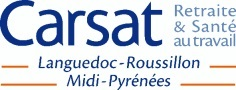 Carsat Retraite
& Santé
au travail
Languedoc-Roussillon
Midi-Pyrénées